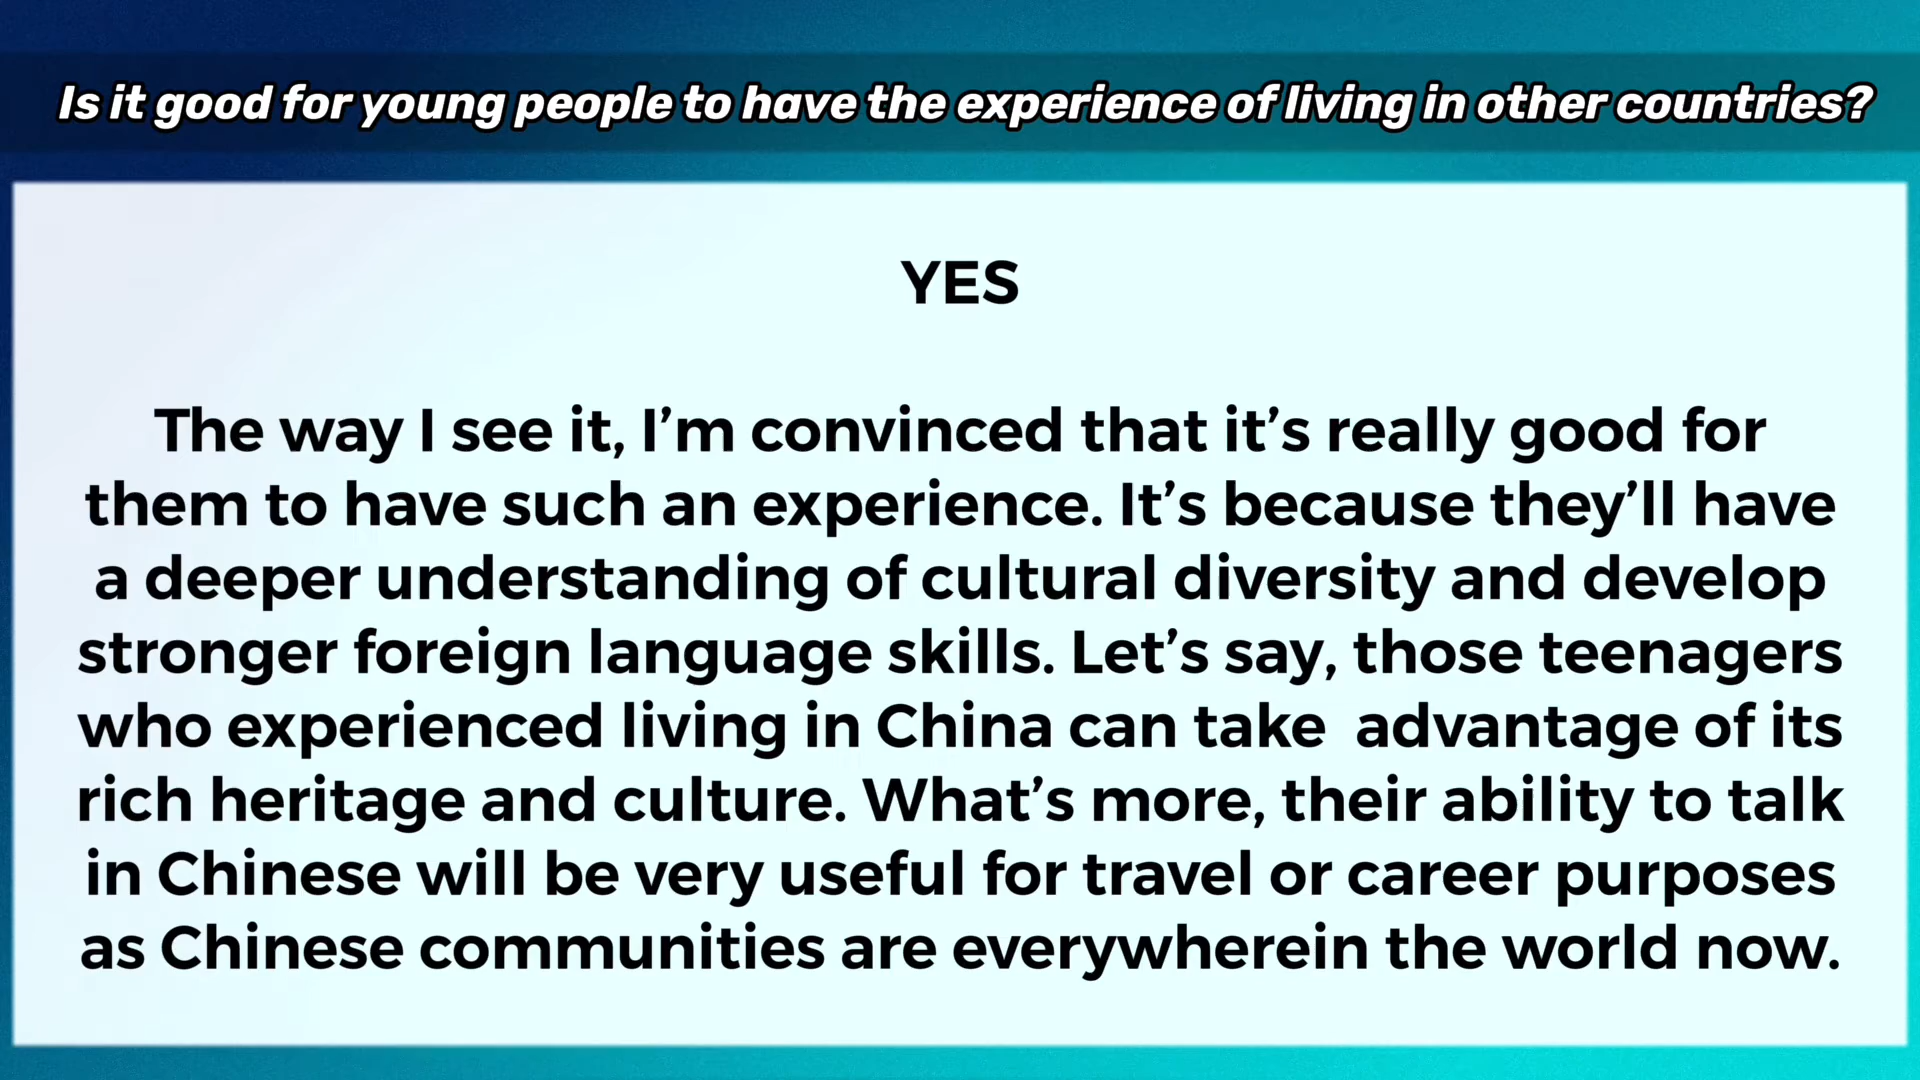 Is it good for young people to have the experience of living in other countries?
YES
The way I see it, I’m convinced that it’s really good for
them to have such an experience. It’s because they’ll have
a deeper understanding of cultural diversity and develop
stronger foreign language skills. Let’s say, those teenagers
who experienced living in China can take  advantage of its
rich heritage and culture. What’s more, their ability to talk
in Chinese will be very useful for travel or career purposes
as Chinese communities are everywherein the world now.